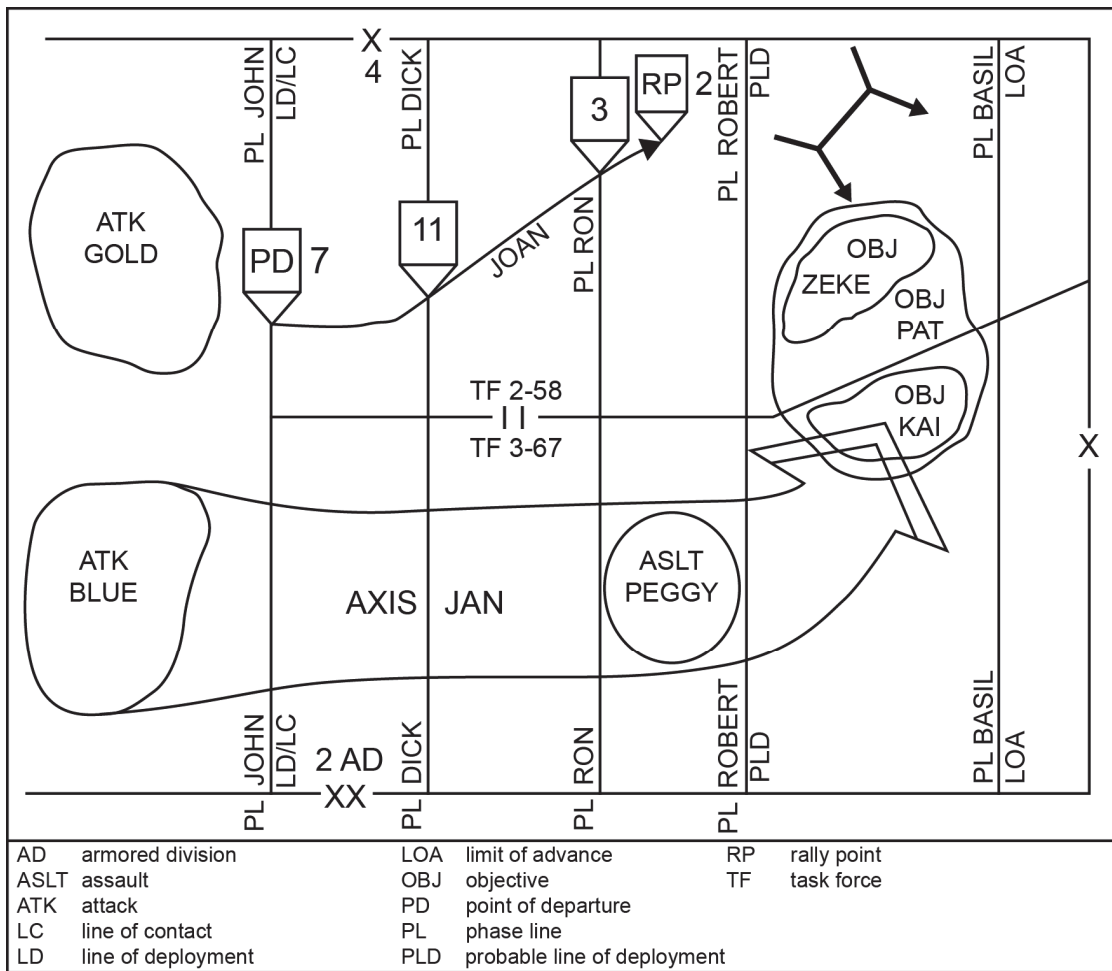 X
4
PL JOHN
LD/LC
PL DICK
PL ROBERT
PLD
PL BASIL
LOA
RP 2
3
ATK
GOLD
PD 7
11
JOAN
PL RON
OBJ
ZEKE
OBJ
PAT
TF 2-58
II
TF 3-67
OBJ
KAI
X
ATK
BLUE
AXIS JAN
ASLT
PEGGY
PL JOHN
LD/LC
2 AD
XX
PL DICK
PL RON
PL ROBERT
PLD
PL BASIL
LOA
AD armored division
ASLT assault
ATK attack
LC line of contact
LD line of deployment
LOA limit of advance
OBJ objective
PD point of departure
PL phase line
PLD probable line of deployment
RP rally point
TF task force